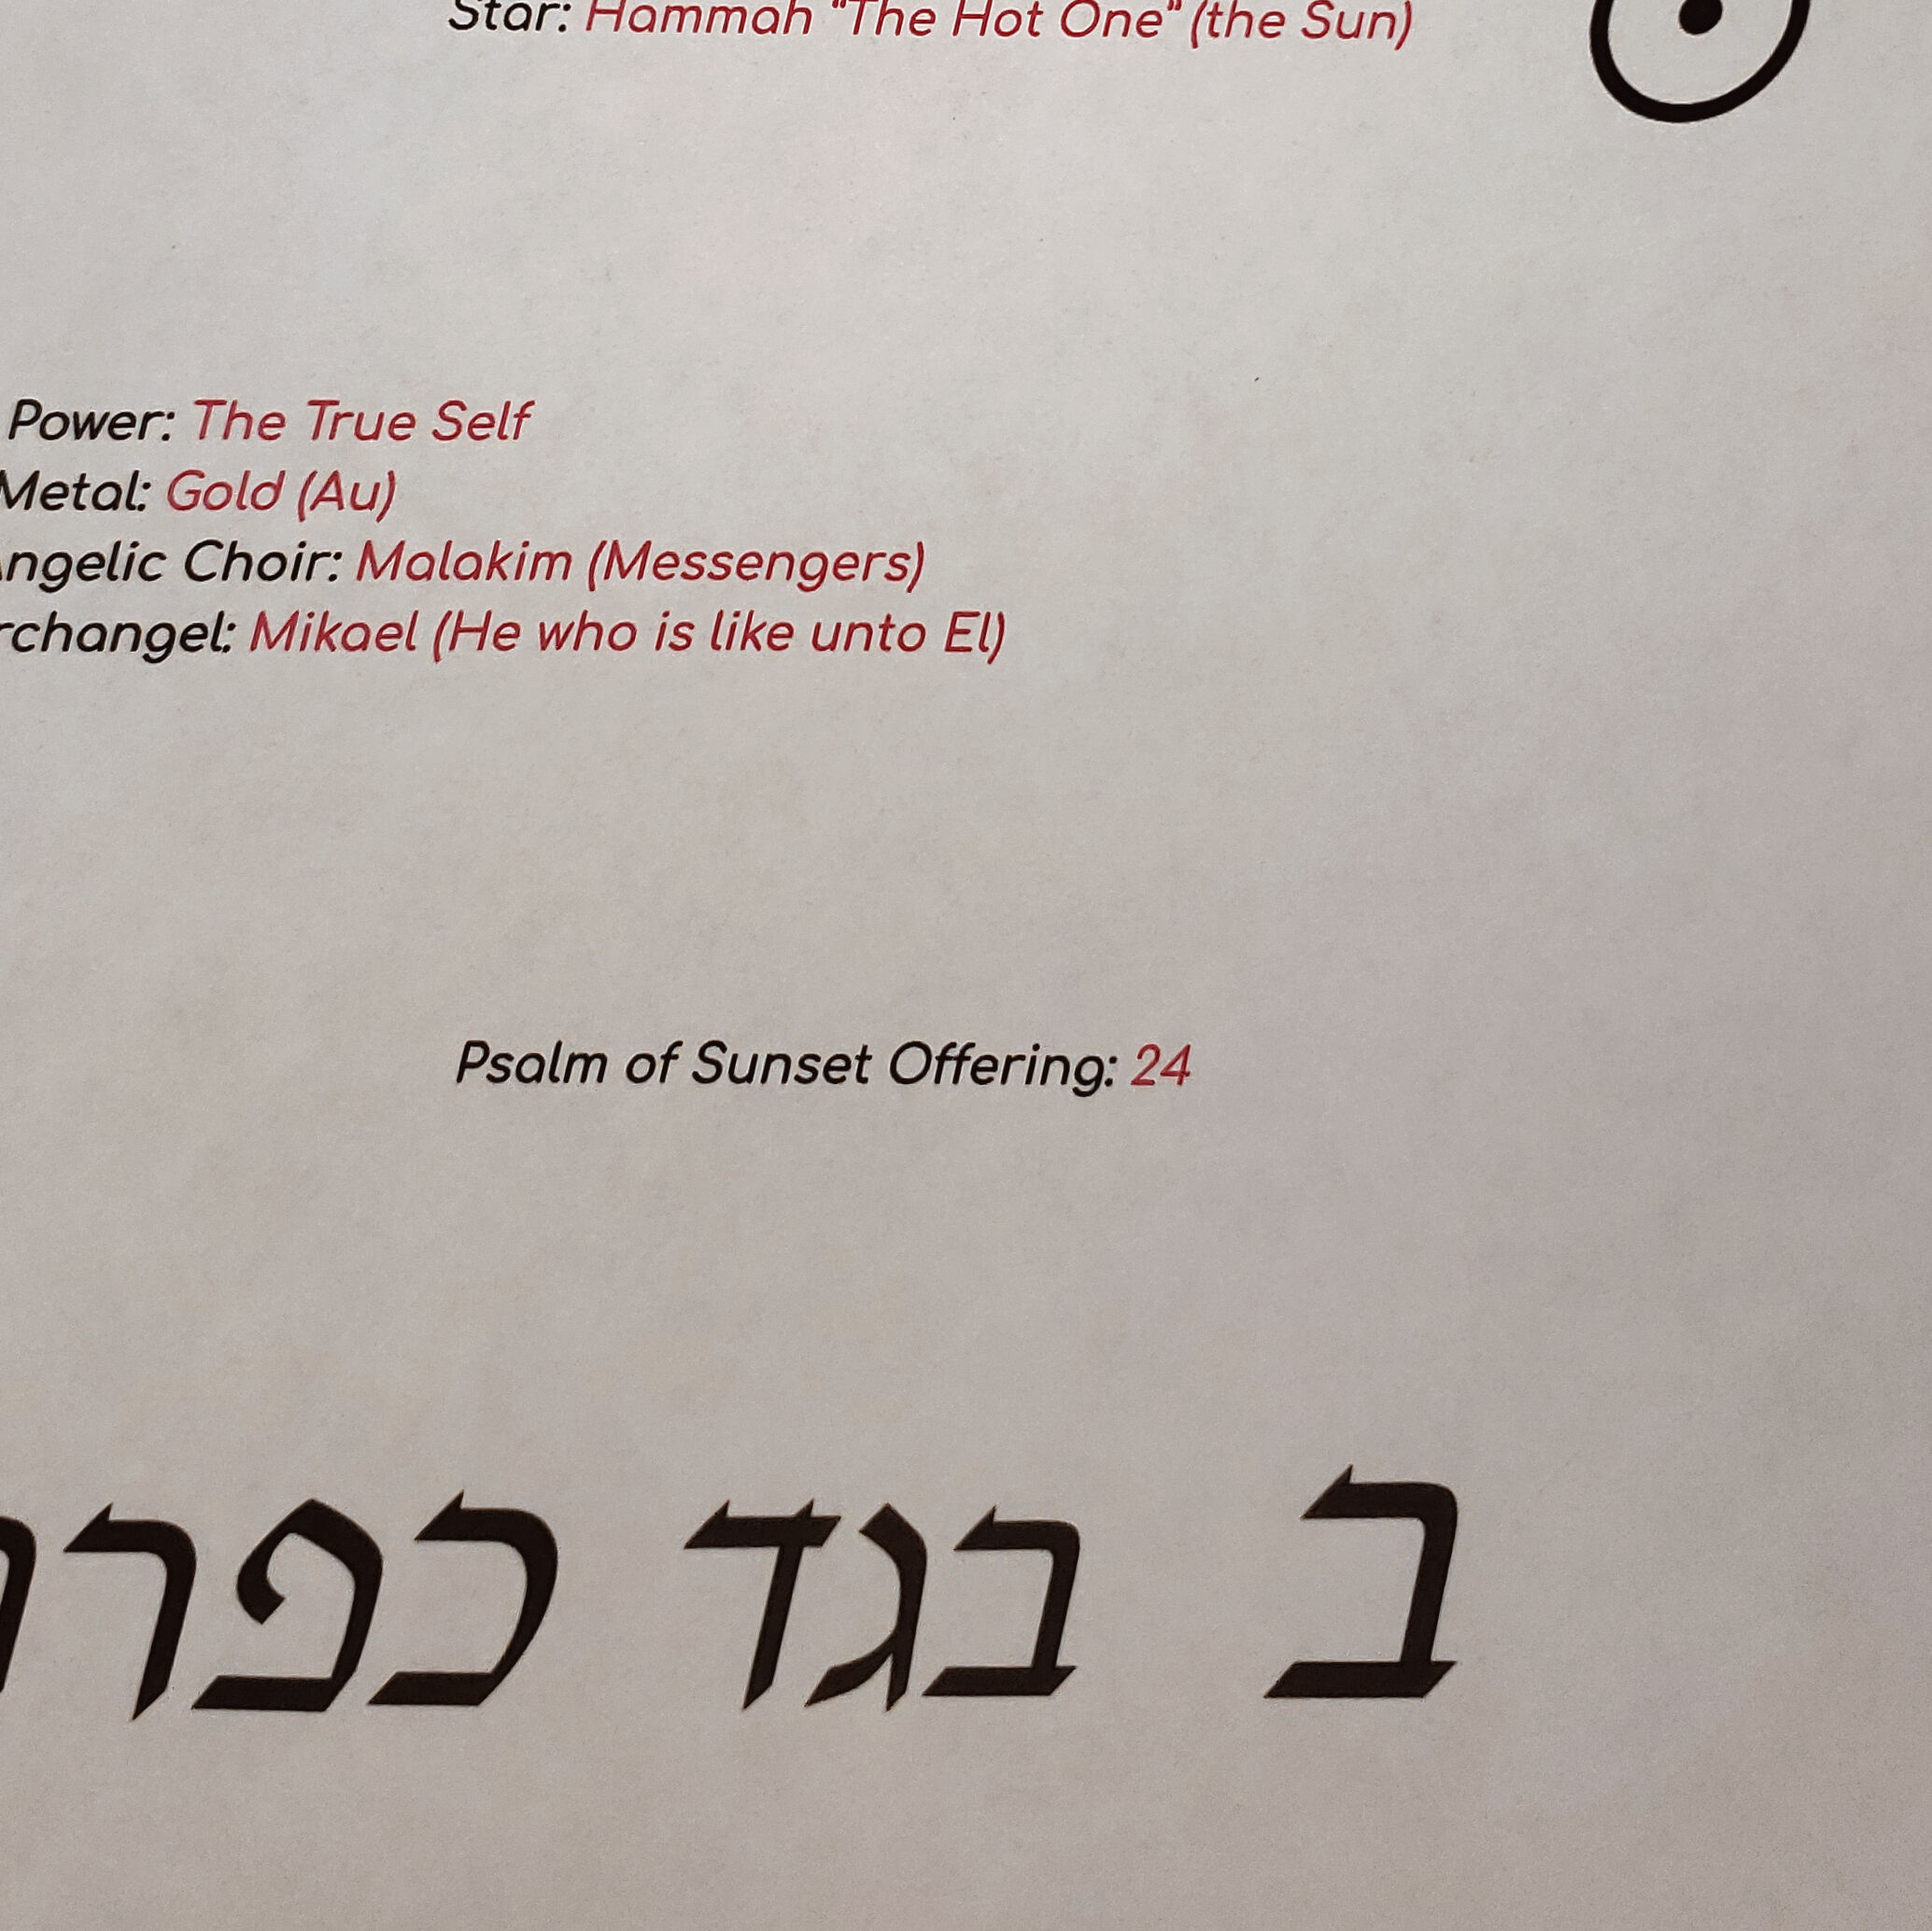 Star: Hammah "The Hot One" (the Sun)
Power: The True Self
Metal: Gold (Au)
ngelic Choir: Malakim (Messengers)
rchangel: Mikael (He who is like unto El)
Psalm of Sunset Offering: 24
ב בגד כפר